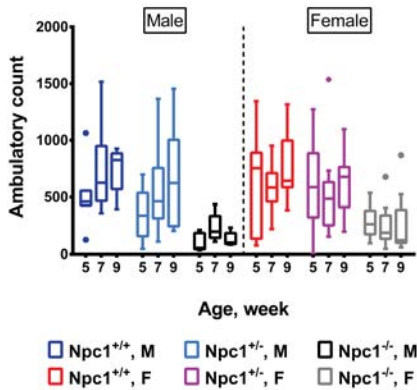 Male Female
2000
1500
1000
500
0
Ambulatory count
5 7 9 5 7 9 5 7 9 5 7 9 5 7 9 5 7 9
Age, week
Npc1+/+, M Npc1+/-, M Npc1-/-, M
Npc1+/+, F Npc1+/-, F Npc1-/-, F